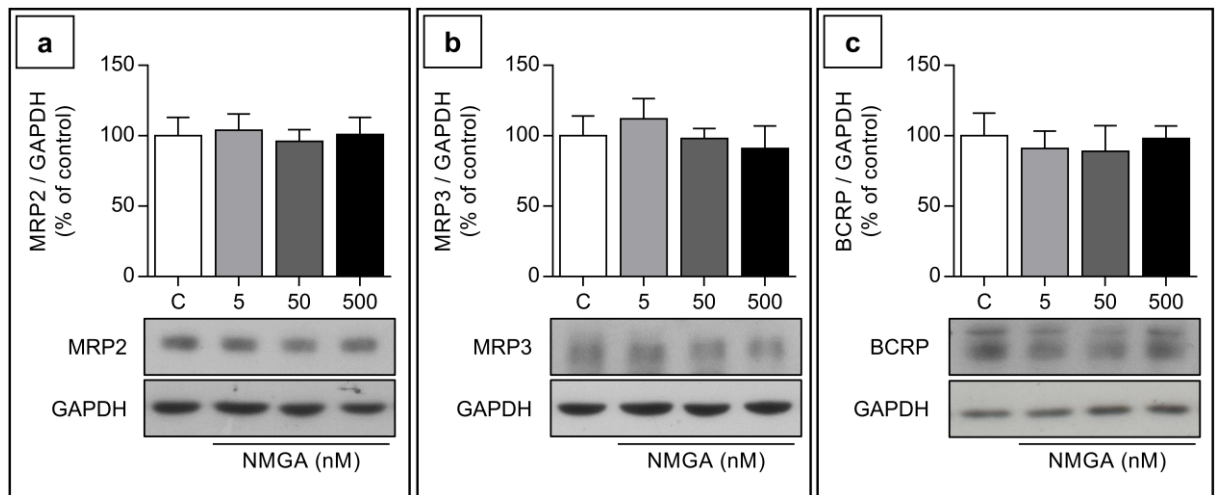 a
MRP2 / GAPDH
(% of control)
150
100
50
0
C 5 50 500
MRP2
GAPDH
NMGA (nM)
b
MRP3 / GAPDH
(% of control)
150
100
50
0
C 5 50 500
MRP3
GAPDH
NMGA (nM)
c
BCRP / GAPDH
(% of control)
150
100
50
0
C 5 50 500
BCRP
GAPDH
NMGA (nM)